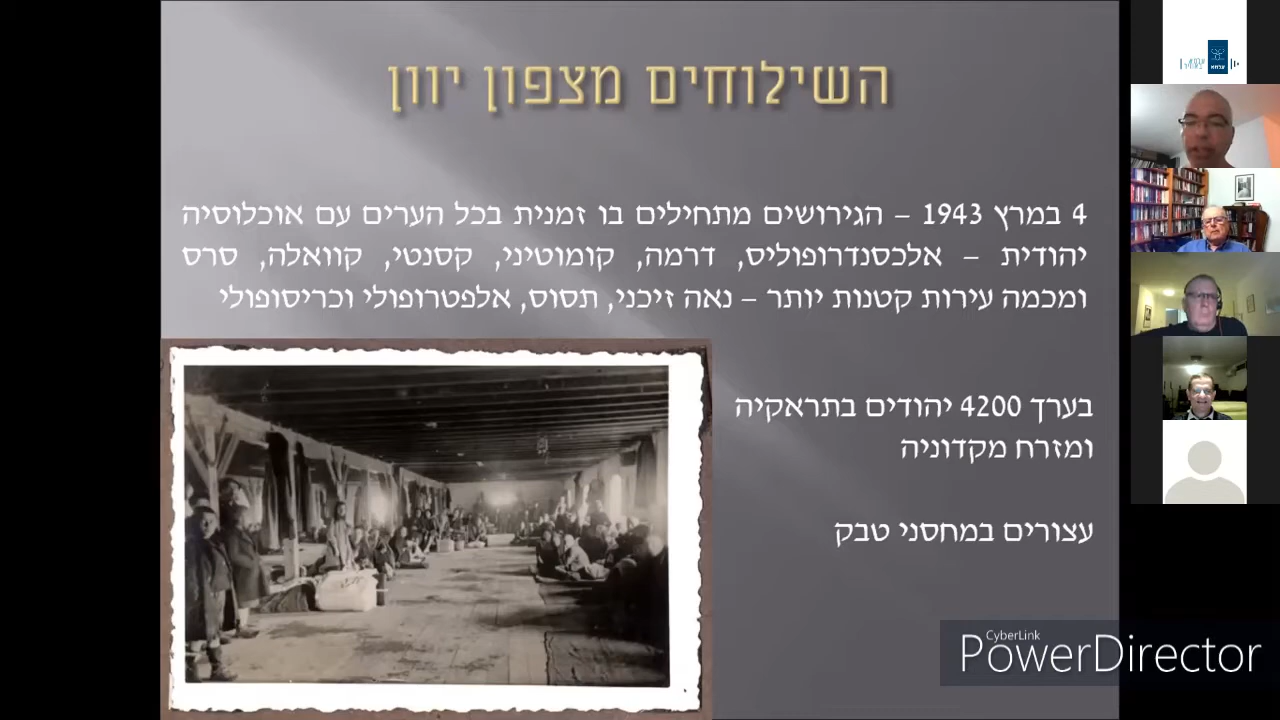 השילוחים מצפון יוון
4 במרץ 1943 – הגירושים מתחילים בו זמנית בכל הערים עם אוכלוסיה
יהודית – אלכסנדרופוליס, דרמה, קומוטיני, קסנטי, קוואלה, סרס
ומכמה עירות קטנות יותר – נאה זיכני, תסוס, אלפטרופולי וכריסופולי
בערך 4200 יהודים בתראקיה
ומזרח מקדוניה
עצורים במחסני טבק
CyberLink
PowerDirector
עלמא